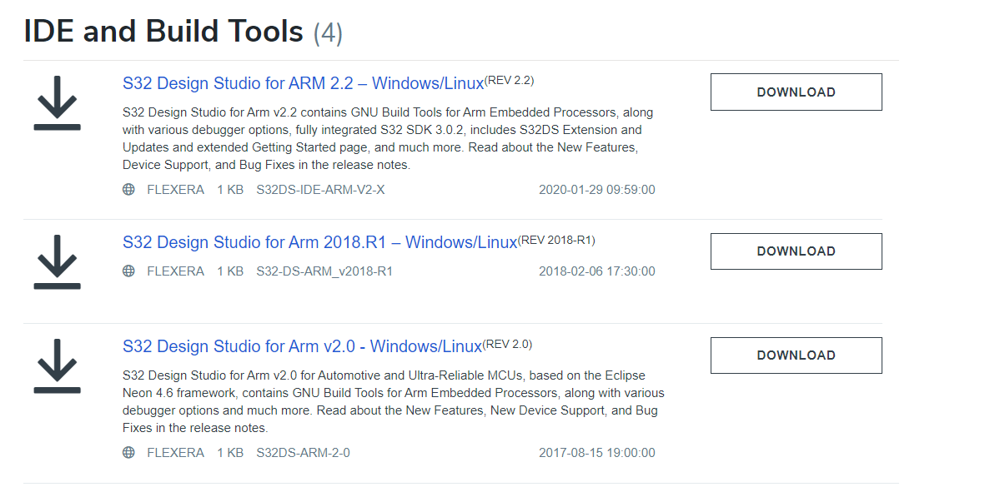 IDE and Build Tools (4)
S32 Design Studio for ARM 2.2 – Windows/Linux(REV 2.2)
DOWNLOAD
S32 Design Studio for Arm v2.2 contains GNU Build Tools for Arm Embedded Processors, along
with various debugger options, fully integrated S32 SDK 3.0.2, includes S32DS Extension and
Updates and extended Getting Started page, and much more. Read about the New Features,
Device Support, and Bug Fixes in the release notes.
FLEXERA 1 KB S32DS-IDE-ARM-V2-X 2020-01-29 09:59:00
S32 Design Studio for Arm 2018.R1 – Windows/Linux(REV 2018-R1)
DOWNLOAD
FLEXERA 1 KB S32-DS-ARM_v2018-R1 2018-02-06 17:30:00
S32 Design Studio for Arm v2.0 - Windows/Linux(REV 2.0)
DOWNLOAD
S32 Design Studio for Arm v2.0 for Automotive and Ultra-Reliable MCUs, based on the Eclipse
Neon 4.6 framework, contains GNU Build Tools for Arm Embedded Processors, along with various
debugger options and much more. Read about the New Features, New Device Support, and Bug
Fixes in the release notes.
FLEXERA 1 KB S32DS-ARM-2-0 2017-08-15 19:00:00